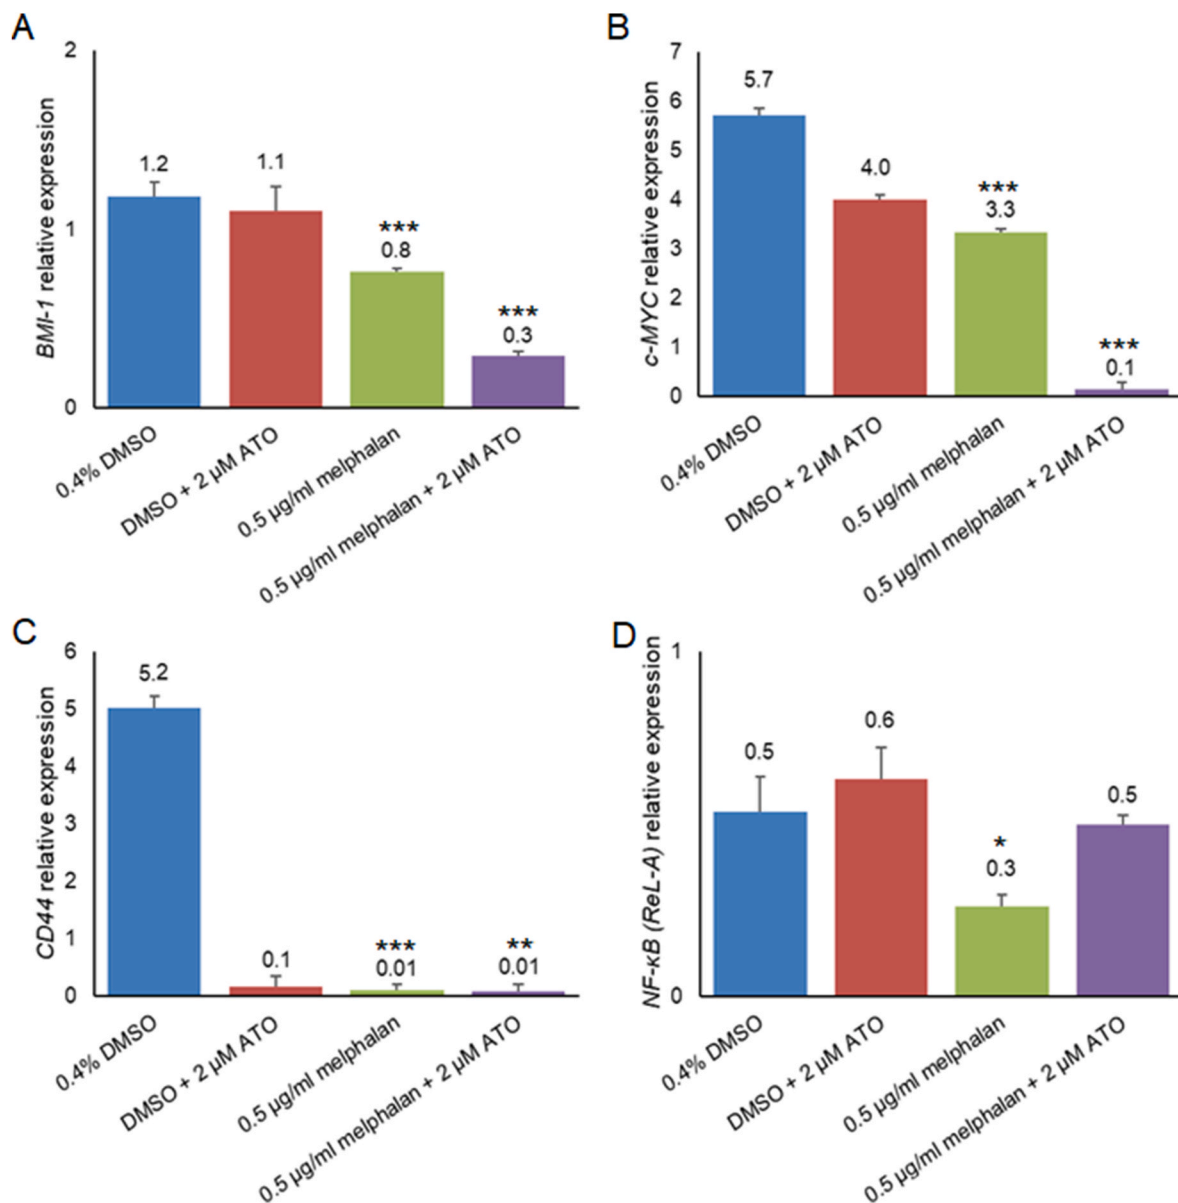 A
BMI-1 relative expression
2
1
0
1.2
1.1
***
0.8
***
0.3
0.4% DMSO
DMSO + 2 µM ATO
0.5 µg/ml melphalan
0.5 µg/ml melphalan + 2 µM ATO
B
c-MYC relative expression
7
6
5
4
3
2
1
0
5.7
4.0
***
3.3
***
0.1
0.4% DMSO
DMSO + 2 µM ATO
0.5 µg/ml melphalan
0.5 µg/ml melphalan + 2 µM ATO
C
CD44 relative expression
6
5
4
3
2
1
0
5.2
0.1
***
0.01
**
0.01
0.4% DMSO
DMSO + 2 µM ATO
0.5 µg/ml melphalan
0.5 µg/ml melphalan + 2 µM ATO
D
NF-κB (ReL-A) relative expression
1
0
0.5
0.6
*
0.3
0.5
0.4% DMSO
DMSO + 2 µM ATO
0.5 µg/ml melphalan
0.5 µg/ml melphalan + 2 µM ATO